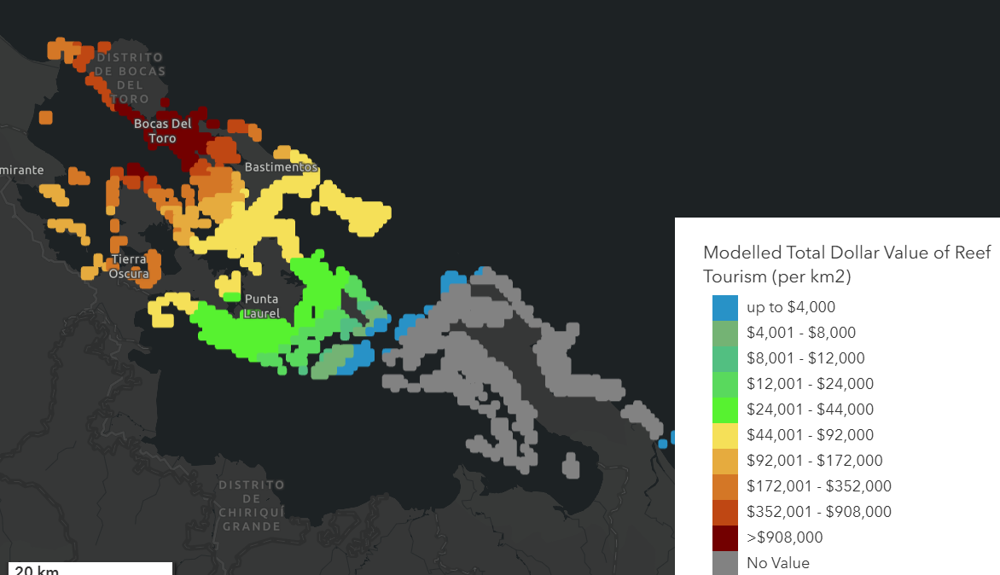 DISTRITO
DE BOCAS
DEL
TORO
Bocas Del
Toro
mirante
Bastimentos
Tierra
Oscura
Punta
Laurel
DISTRITO
DE
CHIRIQUÍ
GRANDE
20 km
Modelled Total Dollar Value of Reef
Tourism (per km2)
up to $4,000
$4,001 - $8,000
$8,001 - $12,000
$12,001 - $24,000
$24,001 - $44,000
$44,001 - $92,000
$92,001 - $172,000
$172,001 - $352,000
$352,001 - $908,000
>$908,000
No Value